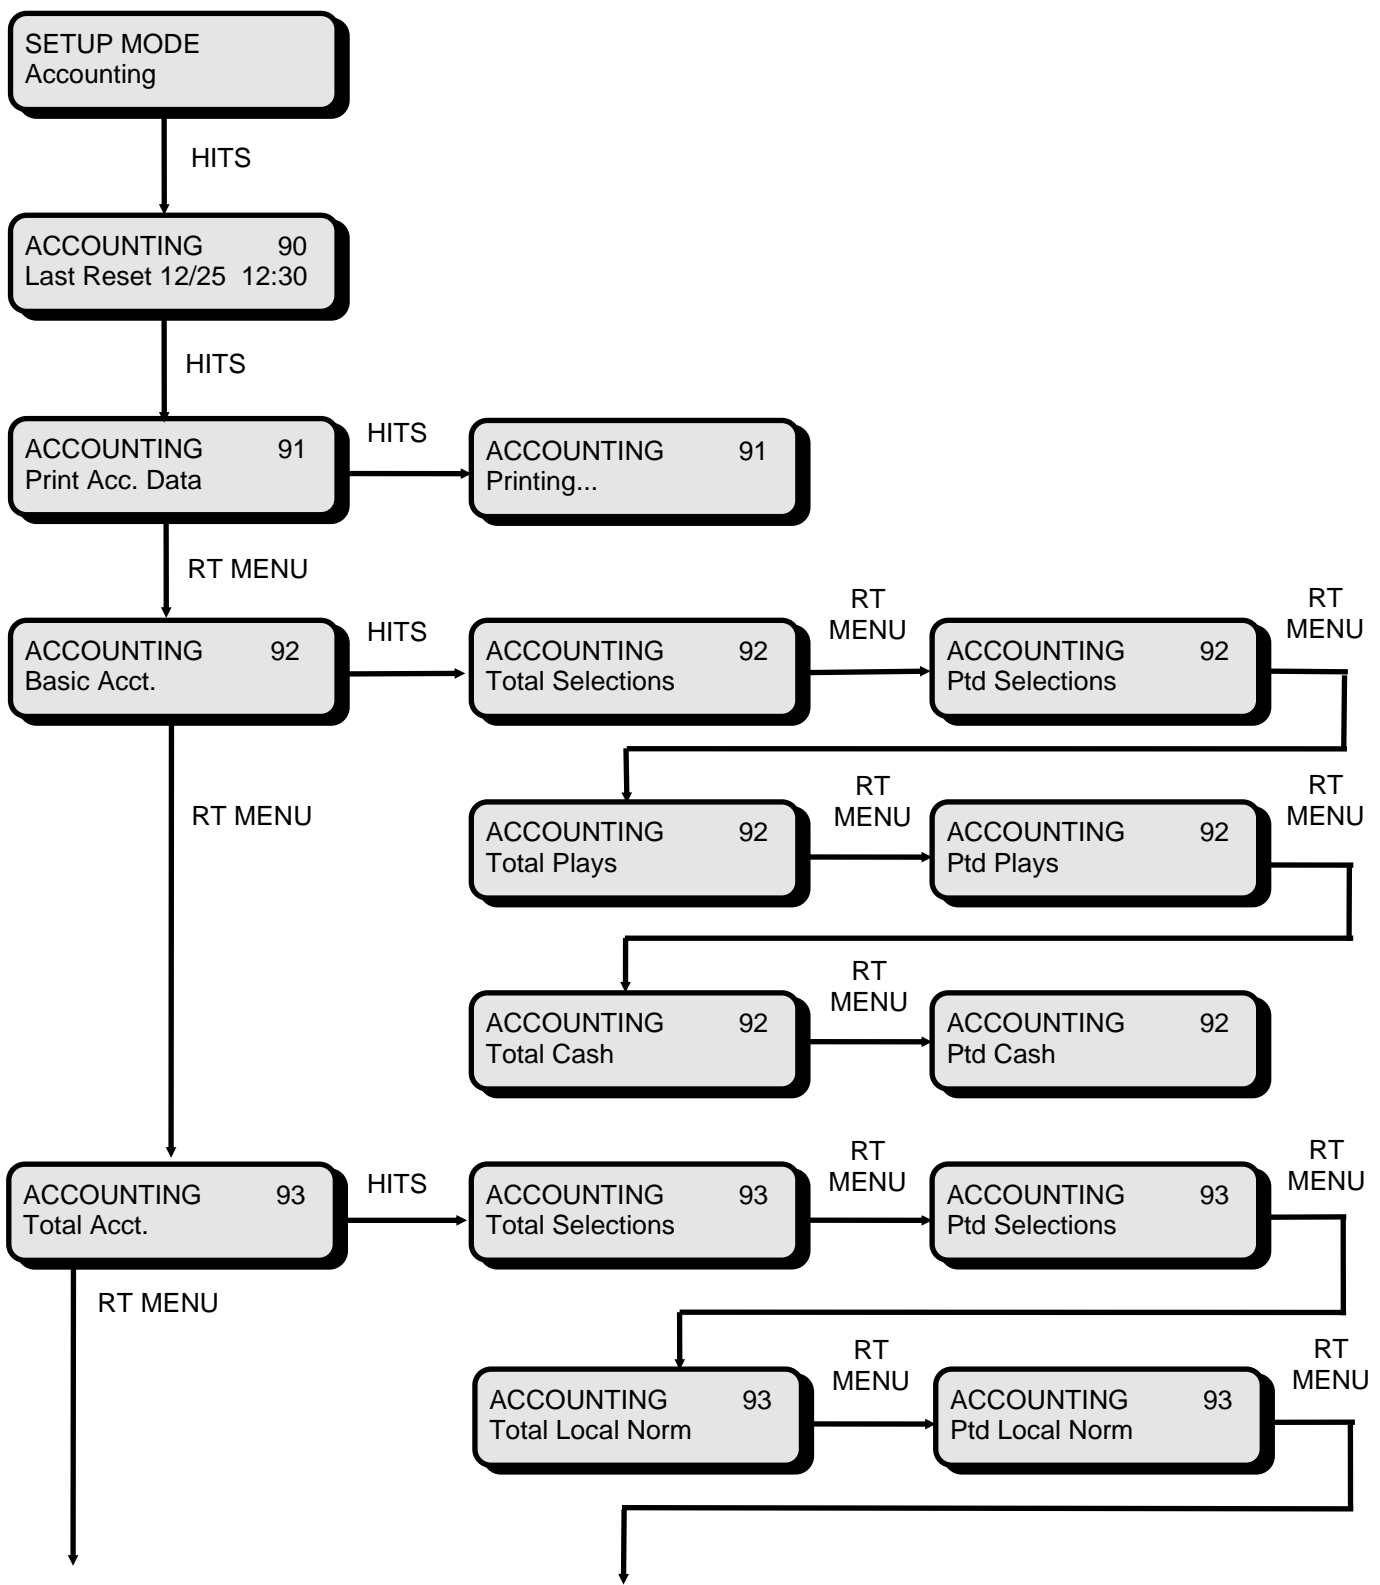 SETUP MODE
Accounting
HITS
ACCOUNTING 90
Last Reset 12/25 12:30
HITS
ACCOUNTING 91
Print Acc. Data
HITS
ACCOUNTING 91
Printing...
RT MENU
ACCOUNTING 92
Basic Acct.
HITS
ACCOUNTING 92
Total Selections
RT
MENU
ACCOUNTING 92
Ptd Selections
RT
MENU
RT MENU
ACCOUNTING 92
Total Plays
RT
MENU
ACCOUNTING 92
Ptd Plays
RT
MENU
ACCOUNTING 92
Total Cash
RT
MENU
ACCOUNTING 92
Ptd Cash
ACCOUNTING 93
Total Acct.
HITS
ACCOUNTING 93
Total Selections
RT
MENU
ACCOUNTING 93
Ptd Selections
RT
MENU
RT MENU
ACCOUNTING 93
Total Local Norm
RT
MENU
ACCOUNTING 93
Ptd Local Norm
RT
MENU